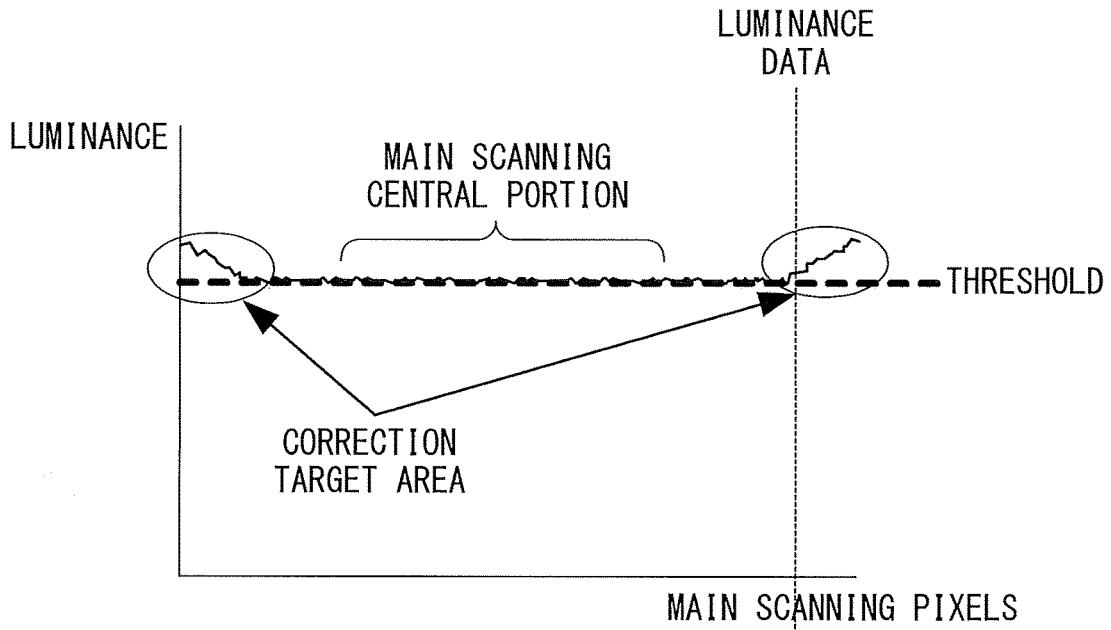 LUMINANCE
DATA
LUMINANCE
MAIN SCANNING
CENTRAL PORTION
THRESHOLD
CORRECTION
TARGET AREA
MAIN SCANNING PIXELS